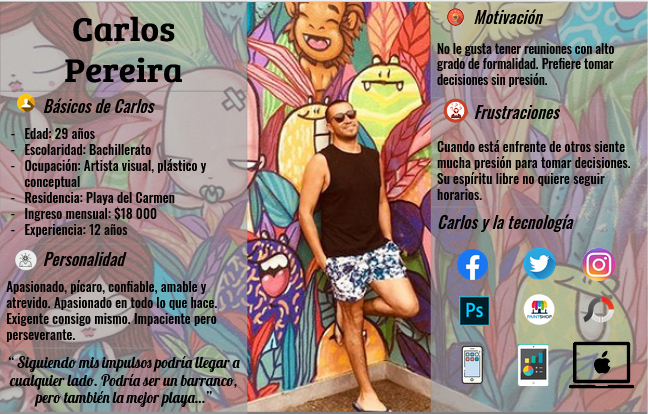 Carlos
Pereira
Básicos de Carlos
- Edad: 29 años
- Escolaridad: Bachillerato
- Ocupación: Artista visual, plástico y
conceptual
- Residencia: Playa del Carmen
- Ingreso mensual: $18 000
- Experiencia: 12 años
Personalidad
Apasionado, pícaro, confiable, amable y
atrevido. Apasionado en todo lo que hace.
Exigente consigo mismo. Impaciente pero
perseverante.
“ Siguiendo mis impulsos podría llegar a
cualquier lado. Podría ser un barranco,
pero también la mejor playa...”
Motivación
No le gusta tener reuniones con alto
grado de formalidad. Prefiere tomar
decisiones sin presión.
Frustraciones
Cuando está enfrente de otros siente
mucha presión para tomar decisiones.
Su espíritu libre no quiere seguir
horarios.
Carlos y la tecnología
Ps
PAINTSHOP